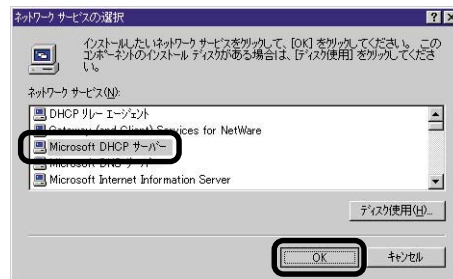 ネットワーク サービスの選択
インストールしたいネットワーク サービスをクリックして、[OK] をクリックしてください。この
コンポーネントのインストール ディスクがある場合は、[ディスク使用] をクリックしてくださ
い。
ネットワーク サービス(N):
DHCP リレー エージェント
Gateway (and Client) Services for NetWare
Microsoft DHCP サーバー
Microsoft DNS サーバー
Microsoft Internet Information Server
ディスク使用(H)...
OK
キャンセル